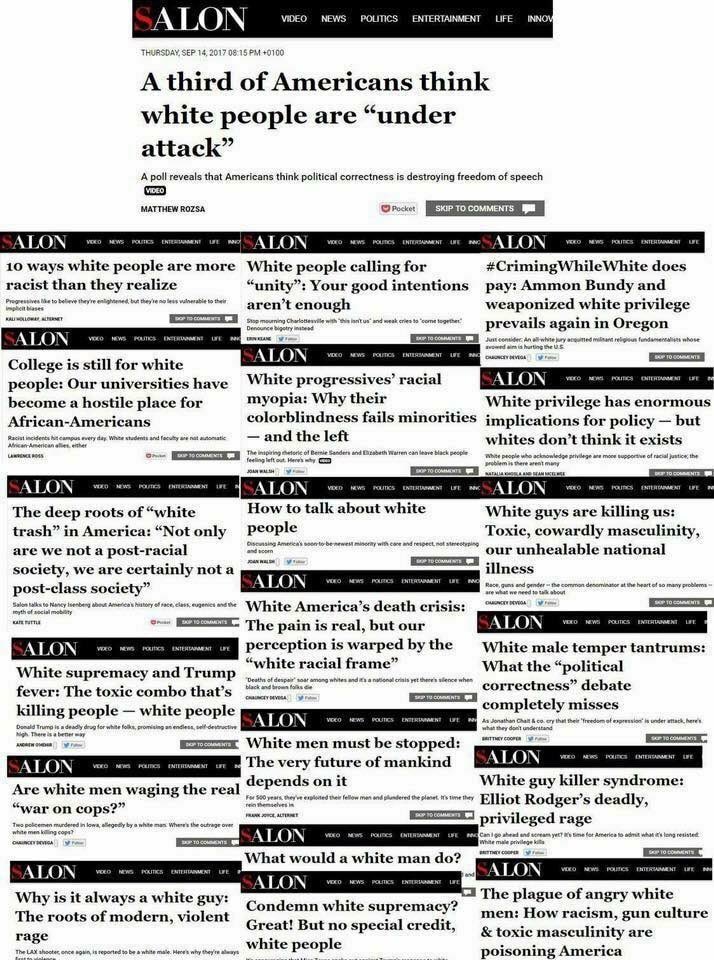 SALON
VIDEO NEWS POLITICS ENTERTAINMENT LIFE INNOV
THURSDAY, SEP 14, 2017 08:15 PM +0100
A third of Americans think
white people are “under
attack”
A poll reveals that Americans think political correctness is destroying freedom of speech
VIDEO
MATTHEW ROZSA
Pocket
SKIP TO COMMENTS
SALON
VIDEO NEWS POLITICS ENTERTAINMENT LIFE INNO
10 ways white people are more
racist than they realize
Progressives like to believe they're enlightened, but they're no less vulnerable to their
implicit biases
KALI HOLLOWAY, ALTERNET
SKIP TO COMMENTS
SALON
VIDEO NEWS POLITICS ENTERTAINMENT LIFE INN
College is still for white
people: Our universities have
become a hostile place for
African-Americans
Racist incidents hit campus every day. White students and faculty are not automatic
African-American allies, either
LAWRENCE ROSS
Pocket
SKIP TO COMMENTS
SALON
VIDEO NEWS POLITICS ENTERTAINMENT LIFE IN
The deep roots of “white
trash” in America: “Not only
are we not a post-racial
society, we are certainly not a
post-class society”
Salon talks to Nancy Isenberg about America's history of race, class, eugenics and the
myth of social mobility
KATE TUTTLE
Pocket
SKIP TO COMMENTS
SALON
VIDEO NEWS POLITICS ENTERTAINMENT LIFE
White supremacy and Trump
fever: The toxic combo that’s
killing people — white people
Donald Trump is a deadly drug for white folks, promising an endless, self-destructive
high. There is a better way
ANDREW O'HEHIR
Follow
SKIP TO COMMENTS
SALON
VIDEO NEWS POLITICS ENTERTAINMENT LIFE IN
Are white men waging the real
“war on cops?”
Two policemen murdered in Iowa, allegedly by a white man. Where's the outrage over
white men killing cops?
CHAUNCEY DEVEGA
Follow
SKIP TO COMMENTS
SALON
VIDEO NEWS POLITICS ENTERTAINMENT LIFE
Why is it always a white guy:
The roots of modern, violent
rage
The LAX shooter, once again, is reported to be a white male. Here's why they're always
first to violence
SALON
VIDEO NEWS POLITICS ENTERTAINMENT LIFE INN
White people calling for
“unity”: Your good intentions
aren’t enough
Stop mourning Charlottesville with "this isn't us" and weak cries to "come together."
Denounce bigotry instead
ERIN KEANE
Follow
SKIP TO COMMENTS
SALON
VIDEO NEWS POLITICS ENTERTAINMENT LIFE INN
White progressives’ racial
myopia: Why their
colorblindness fails minorities
— and the left
The inspiring rhetoric of Bernie Sanders and Elizabeth Warren can leave black people
feeling left out. Here's why
VIDEO
JOAN WALSH
Follow
SKIP TO COMMENTS
SALON
VIDEO NEWS POLITICS ENTERTAINMENT LIFE INNO
How to talk about white
people
Discussing America's soon-to-be-newest minority with care and respect, not stereotyping
and scorn
JOAN WALSH
Follow
SKIP TO COMMENTS
SALON
VIDEO NEWS POLITICS ENTERTAINMENT LIFE INN
White America’s death crisis:
The pain is real, but our
perception is warped by the
“white racial frame”
"Deaths of despair" soar among whites and it's a national crisis yet there's silence when
black and brown folks die
CHAUNCEY DEVEGA
Follow
SKIP TO COMMENTS
SALON
VIDEO NEWS POLITICS ENTERTAINMENT LIFE INN
White men must be stopped:
The very future of mankind
depends on it
For 500 years, they've exploited their fellow man and plundered the planet. It's time they
rein themselves in
FRANK JOYCE, ALTERNET
SKIP TO COMMENTS
SALON
VIDEO NEWS POLITICS ENTERTAINMENT LIFE INN
What would a white man do?
and
SALON
VIDEO NEWS POLITICS ENTERTAINMENT LIFE
Condemn white supremacy?
Great! But no special credit,
white people
SALON
VIDEO NEWS POLITICS ENTERTAINMENT LIFE
#CrimingWhileWhite does
pay: Ammon Bundy and
weaponized white privilege
prevails again in Oregon
Just consider: An all-white jury acquitted militant religious fundamentalists whose
avowed aim is hurting the U.S.
CHAUNCEY DEVEGA
Follow
SKIP TO COMMENTS
SALON
VIDEO NEWS POLITICS ENTERTAINMENT LIFE IN
White privilege has enormous
implications for policy — but
whites don’t think it exists
White people who acknowledge privilege are more supportive of racial justice; the
problem is there aren't many
NATALIA KHOSLA AND SEAN MCELWEE
SKIP TO COMMENTS
SALON
VIDEO NEWS POLITICS ENTERTAINMENT LIFE IN
White guys are killing us:
Toxic, cowardly masculinity,
our unhealable national
illness
Race, guns and gender -- the common denominator at the heart of so many problems --
are what we need to talk about
CHAUNCEY DEVEGA
Follow
SKIP TO COMMENTS
SALON
VIDEO NEWS POLITICS ENTERTAINMENT LIFE
White male temper tantrums:
What the “political
correctness” debate
completely misses
As Jonathan Chait & co. cry that their "freedom of expression" is under attack, here's
what they don't understand
BRITTNEY COOPER
Follow
SKIP TO COMMENTS
SALON
VIDEO NEWS POLITICS ENTERTAINMENT LIFE
White guy killer syndrome:
Elliot Rodger’s deadly,
privileged rage
Can I go ahead and scream yet? It's time for America to admit what it's long resisted:
White male privilege kills
BRITTNEY COOPER
Follow
SKIP TO COMMENTS
SALON
VIDEO NEWS POLITICS ENTERTAINMENT LIFE IN
The plague of angry white
men: How racism, gun culture
& toxic masculinity are
poisoning America